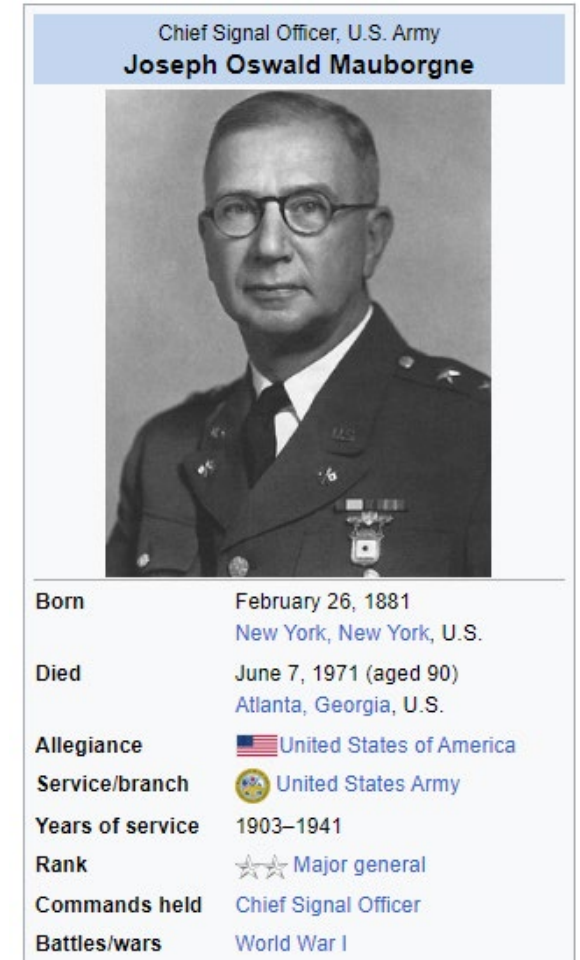 Chief Signal Officer, U.S. Army
Joseph Oswald Mauborgne
U.S.
Born February 26, 1881
New York, New York, U.S.
Died June 7, 1971 (aged 90)
Atlanta, Georgia, U.S.
Allegiance United States of America
Service/branch United States Army
Years of service 1903–1941
Rank Major general
Commands held Chief Signal Officer
Battles/wars World War I